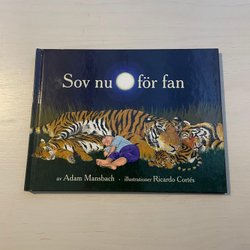 Sov nu för fan
av Adam Mansbach · illustrationer Ricardo Cortés